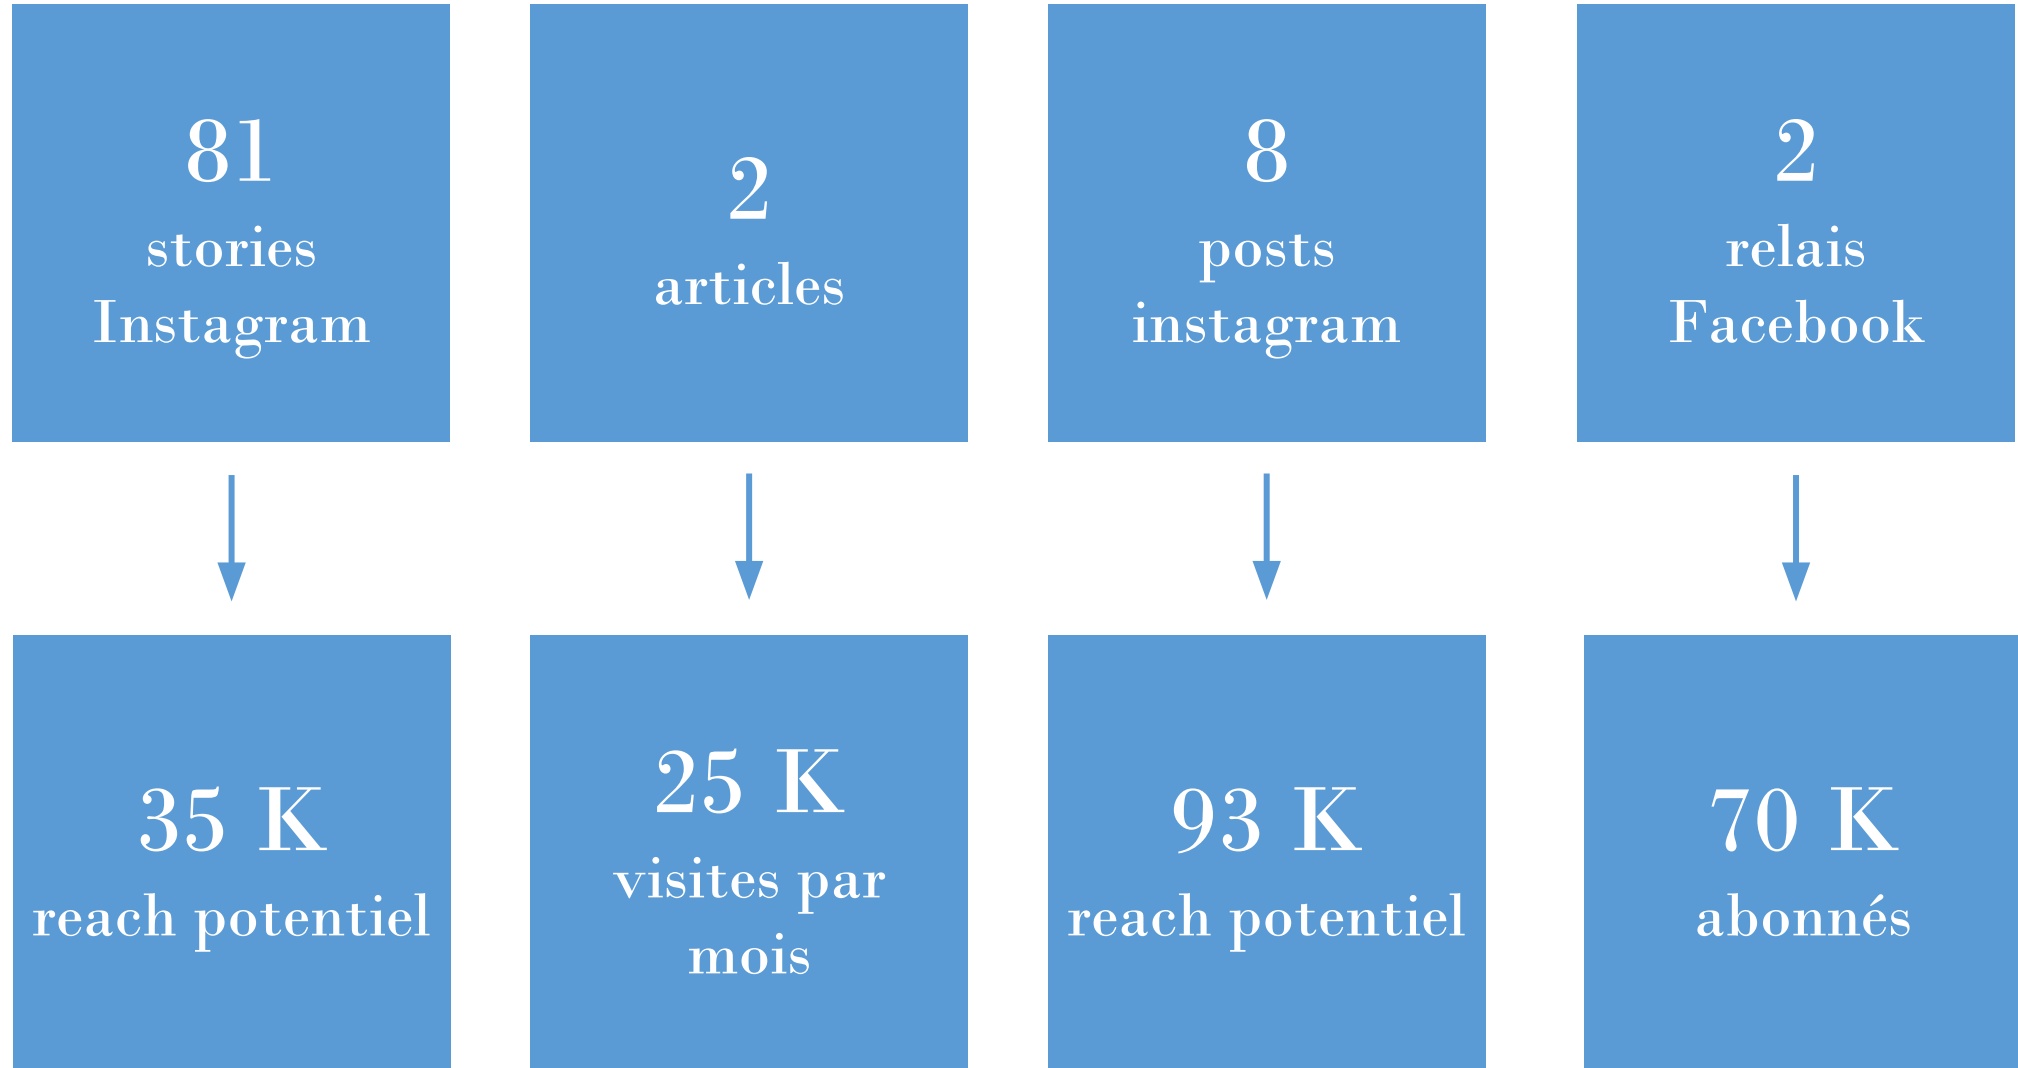 81
stories
Instagram
2
articles
8
posts
instagram
2
relais
Facebook
35 K
reach potentiel
25 K
visites par
mois
93 K
reach potentiel
70 K
abonnés